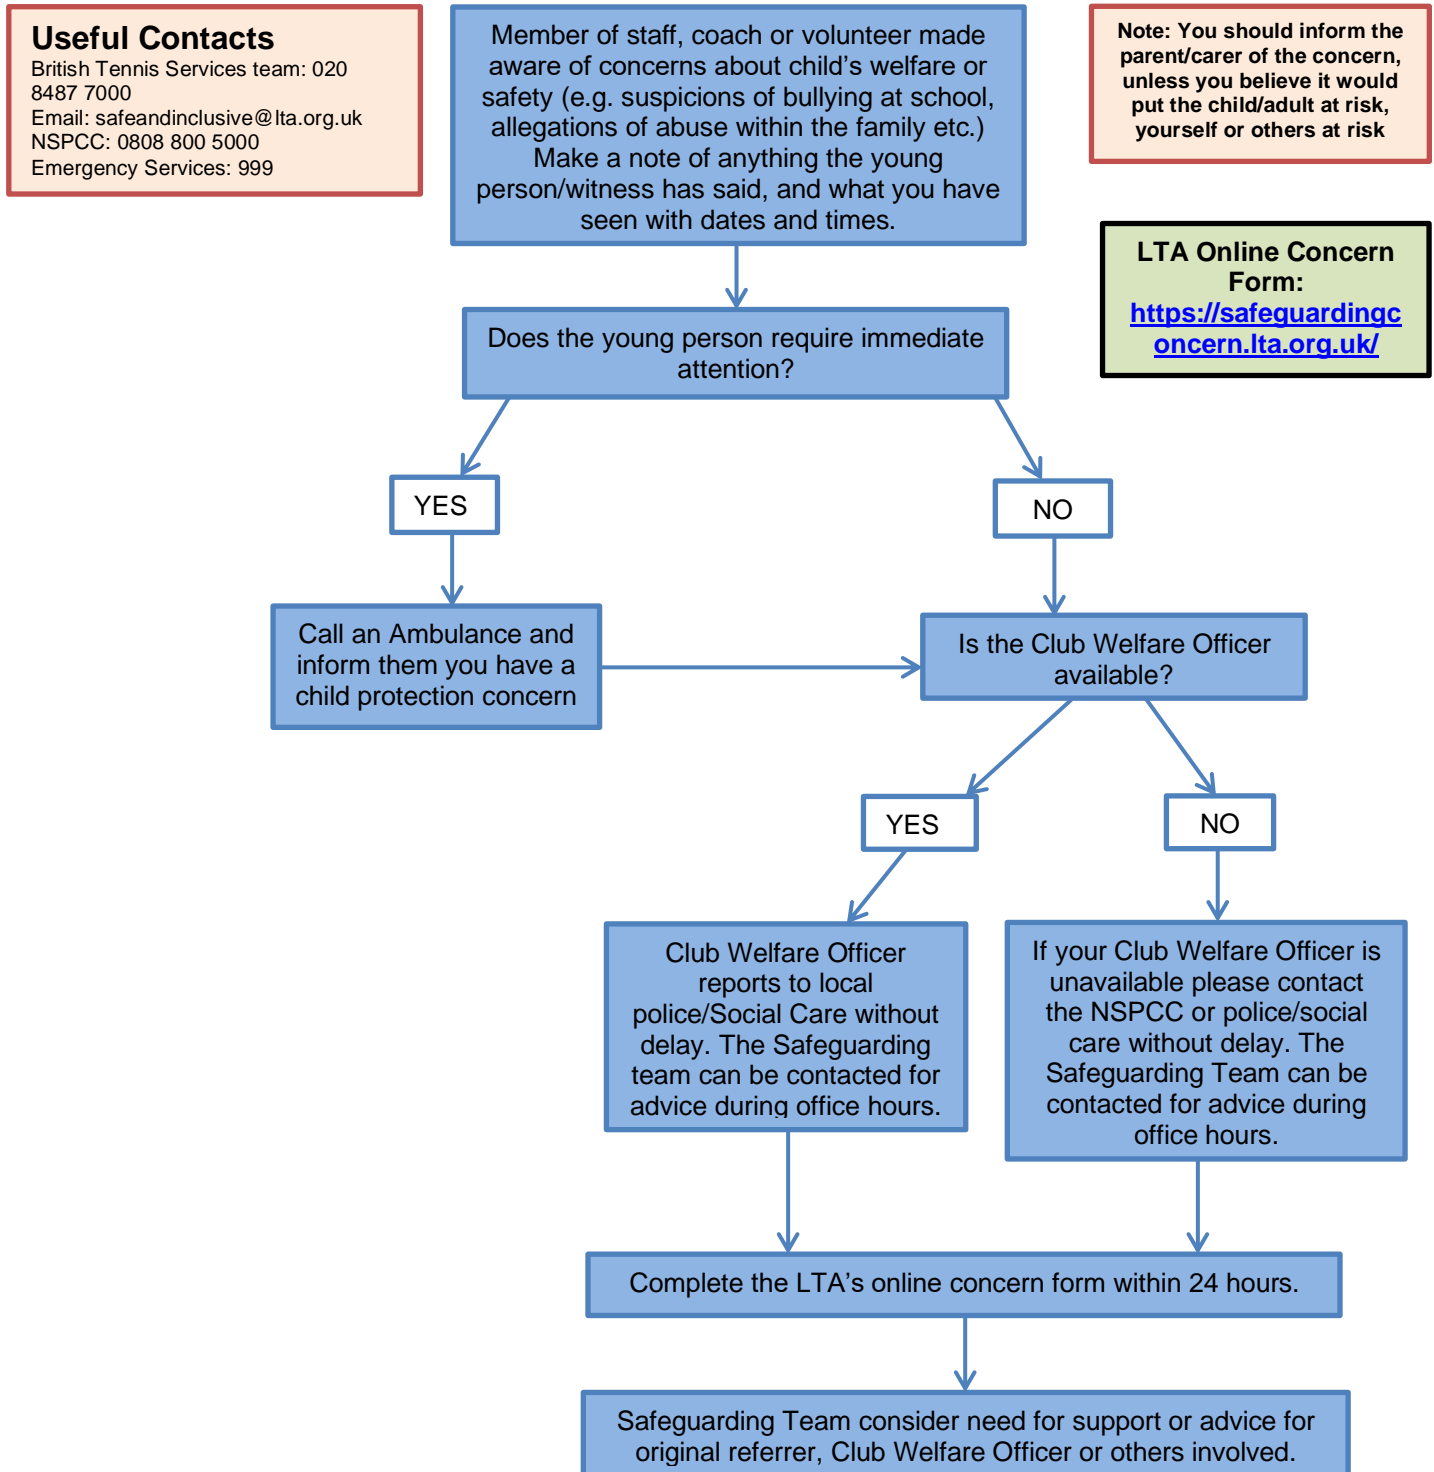 Useful Contacts
British Tennis Services team: 020
8487 7000
Email: safeandinclusive@lta.org.uk
NSPCC: 0808 800 5000
Emergency Services: 999
Member of staff, coach or volunteer made
aware of concerns about child's welfare or
safety (e.g. suspicions of bullying at school,
allegations of abuse within the family etc.)
Make a note of anything the young
person/witness has said, and what you have
seen with dates and times.
Note: You should inform the
parent/carer of the concern,
unless you believe it would
put the child/adult at risk,
yourself or others at risk
LTA Online Concern
Form:
https://safeguardingc
oncern.lta.org.uk/
Does the young person require immediate
attention?
YES
NO
Call an Ambulance and
inform them you have a
child protection concern
Is the Club Welfare Officer
available?
YES
NO
Club Welfare Officer
reports to local
police/Social Care without
delay. The Safeguarding
team can be contacted for
advice during office hours.
If your Club Welfare Officer is
unavailable please contact
the NSPCC or police/social
care without delay. The
Safeguarding Team can be
contacted for advice during
office hours.
Complete the LTA's online concern form within 24 hours.
Safeguarding Team consider need for support or advice for
original referrer, Club Welfare Officer or others involved.